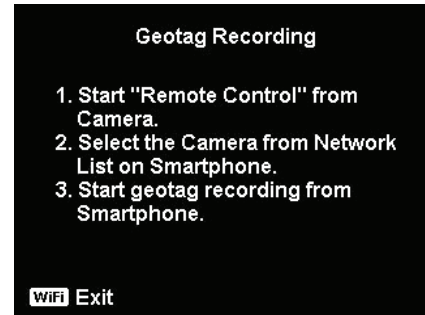 Geotag Recording
1. Start "Remote Control" from
Camera.
2. Select the Camera from Network
List on Smartphone.
3. Start geotag recording from
Smartphone.
WiFi Exit